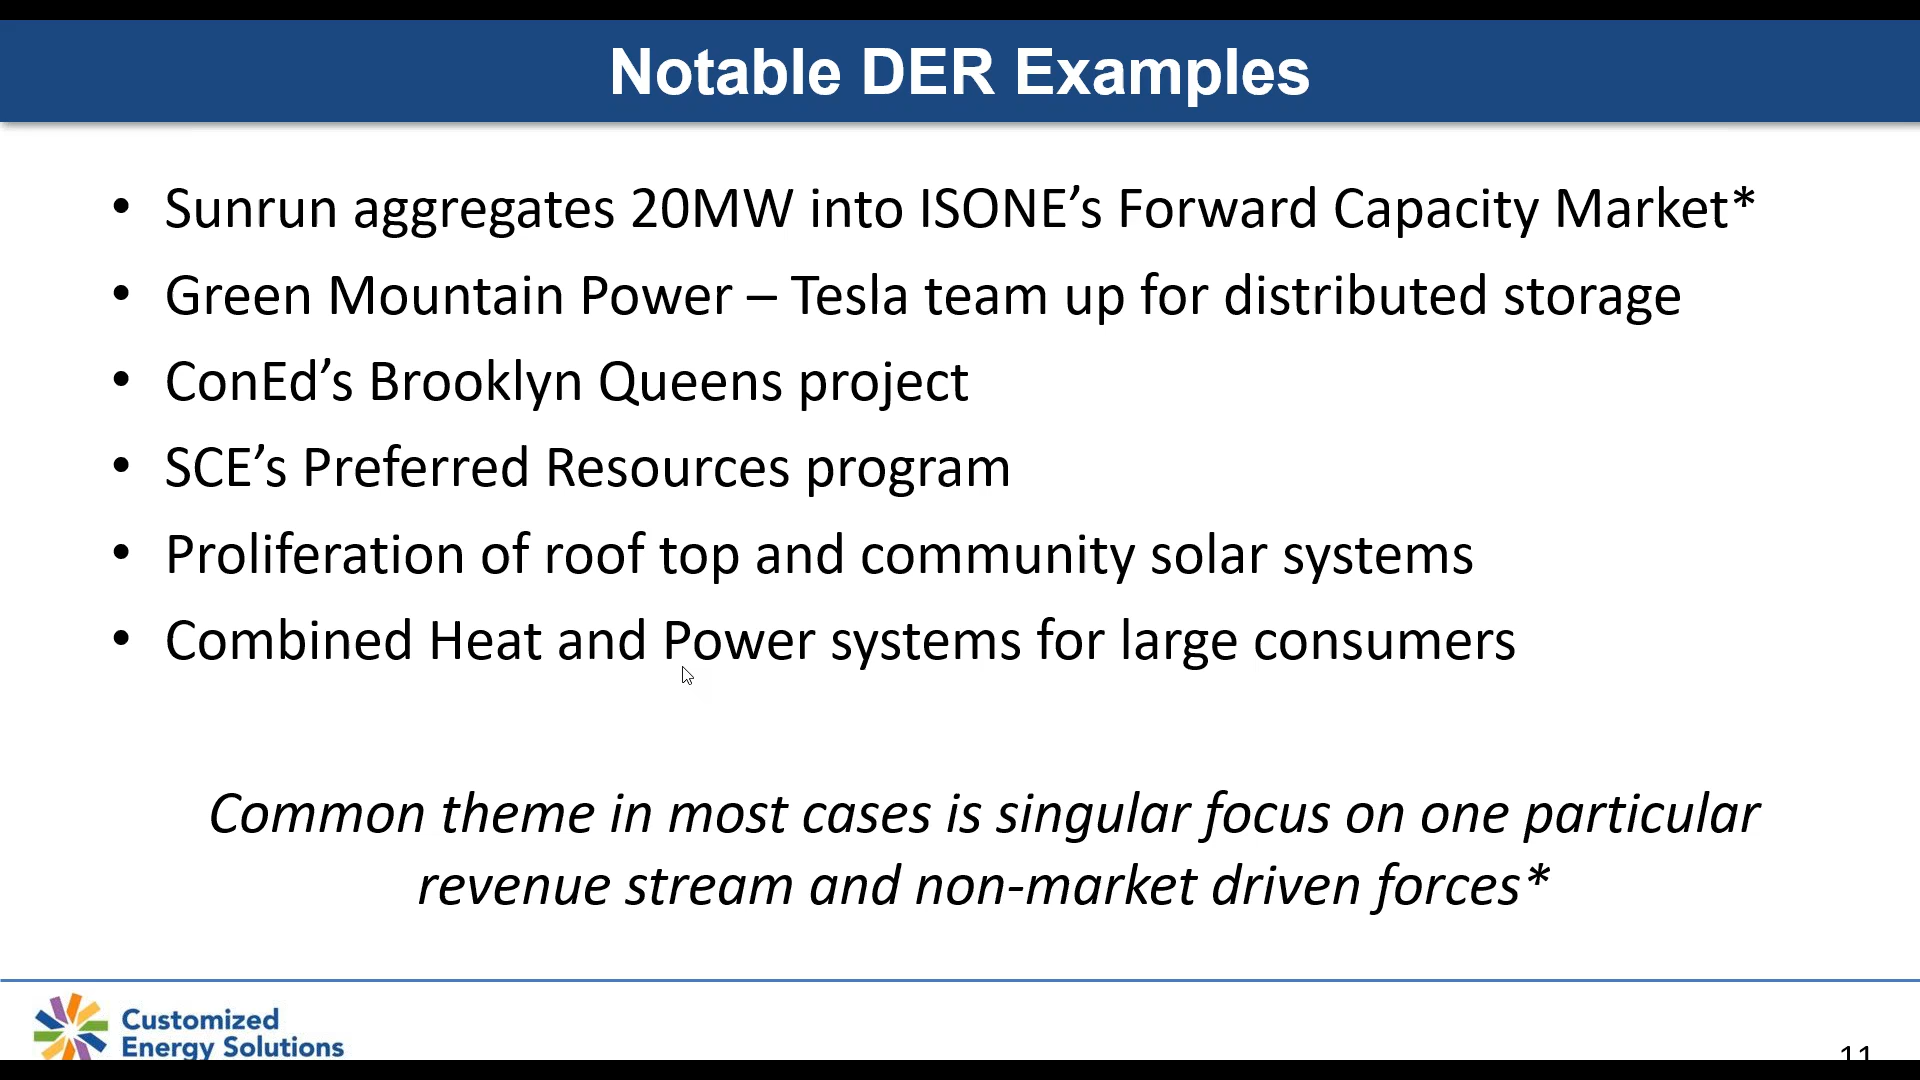 Notable DER Examples
• Sunrun aggregates 20MW into ISONE’s Forward Capacity Market*
• Green Mountain Power – Tesla team up for distributed storage
• ConEd’s Brooklyn Queens project
• SCE’s Preferred Resources program
• Proliferation of roof top and community solar systems
• Combined Heat and Power systems for large consumers
Common theme in most cases is singular focus on one particular
revenue stream and non-market driven forces*
Customized
Energy Solutions
11